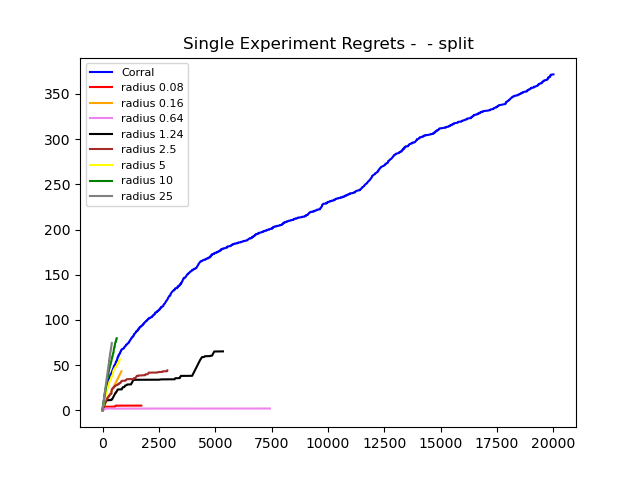 Single Experiment Regrets -  - split
Corral
radius 0.08
radius 0.16
radius 0.64
radius 1.24
radius 2.5
radius 5
radius 10
radius 25
350
300
250
200
150
100
50
0
0 2500 5000 7500 10000 12500 15000 17500 20000